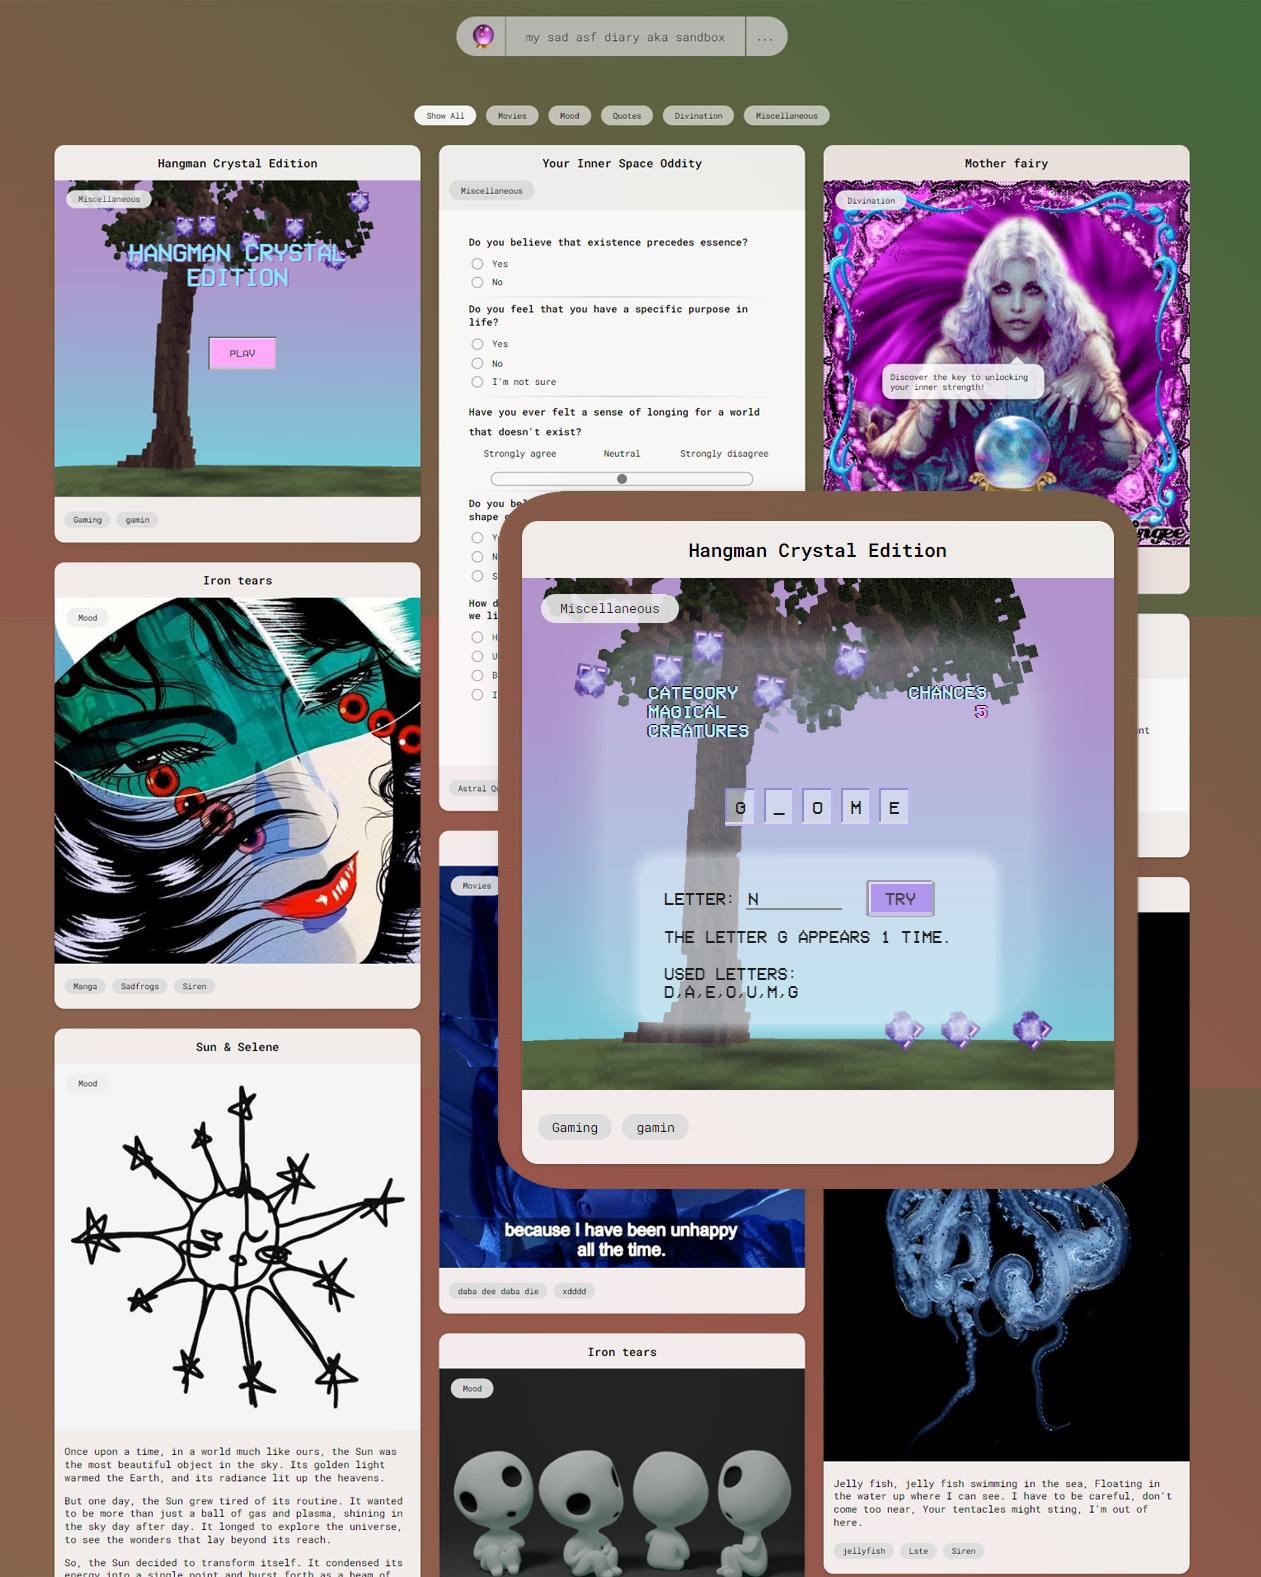 my sad asf diary aka sandbox
...
Show All
Movies
Mood
Quotes
Divination
Miscellaneous
Hangman Crystal Edition
Miscellaneous
HANGMAN CRYSTAL
EDITION
PLAY
Gaming
gamin
Iron tears
Mood
Manga
Sadfrogs
Siren
Sun & Selene
Mood
Once upon a time, in a world much like ours, the Sun was
the most beautiful object in the sky. Its golden light
warmed the Earth, and its radiance lit up the heavens.
But one day, the Sun grew tired of its routine. It wanted
to be more than just a ball of gas and plasma, shining in
the sky day after day. It longed to explore the universe,
to see the wonders that lay beyond its reach.
So, the Sun decided to transform itself. It condensed its
energy into a single point and burst forth as a beam of
Your Inner Space Oddity
Miscellaneous
Do you believe that existence precedes essence?
Yes
No
Do you feel that you have a specific purpose in
life?
Yes
No
I'm not sure
Have you ever felt a sense of longing for a world
that doesn't exist?
Strongly agree
Neutral
Strongly disagree
Do you
shape
How
we
Astral
Movies
because I have been unhappy
all the time.
daba dee daba die
xdddd
Iron tears
Mood
Mother fairy
Divination
Discover the key to unlocking
your inner strength!
Hangman Crystal Edition
Miscellaneous
CATEGORY
MAGICAL
CREATURES
CHANCES
5
G _ O M E
LETTER: N
TRY
THE LETTER G APPEARS 1 TIME.
USED LETTERS:
D,A,E,O,U,M,G
Gaming
gamin
Jelly fish, jelly fish swimming in the sea, Floating in
the water up where I can see. I have to be careful, don't
come too near, Your tentacles might sting, I'm out of
here.
jellyfish
Lste
Siren